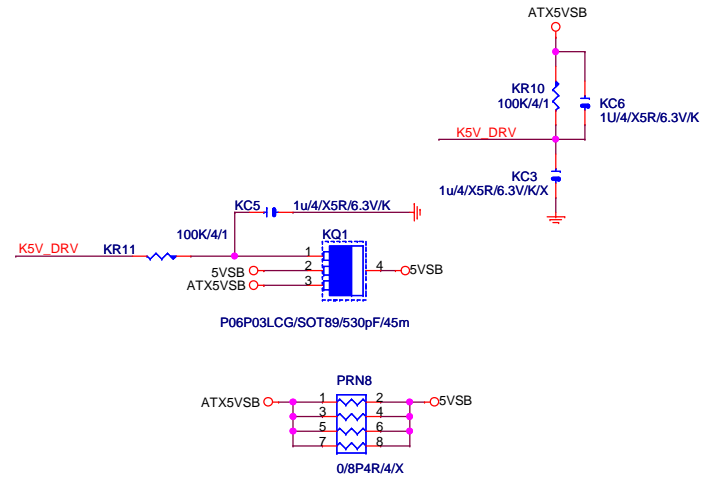 ATX5VSB
KR10
100K/4/1
KC6
1U/4/X5R/6.3V/K
K5V_DRV
KC3
1u/4/X5R/6.3V/K/X
KC5
1u/4/X5R/6.3V/K
100K/4/1
K5V_DRV
KR11
KQ1
1
5VSB
2
4
5VSB
ATX5VSB
3
P06P03LCG/SOT89/530pF/45m
PRN8
ATX5VSB
1
2
5VSB
3
4
5
6
7
8
0/8P4R/4/X